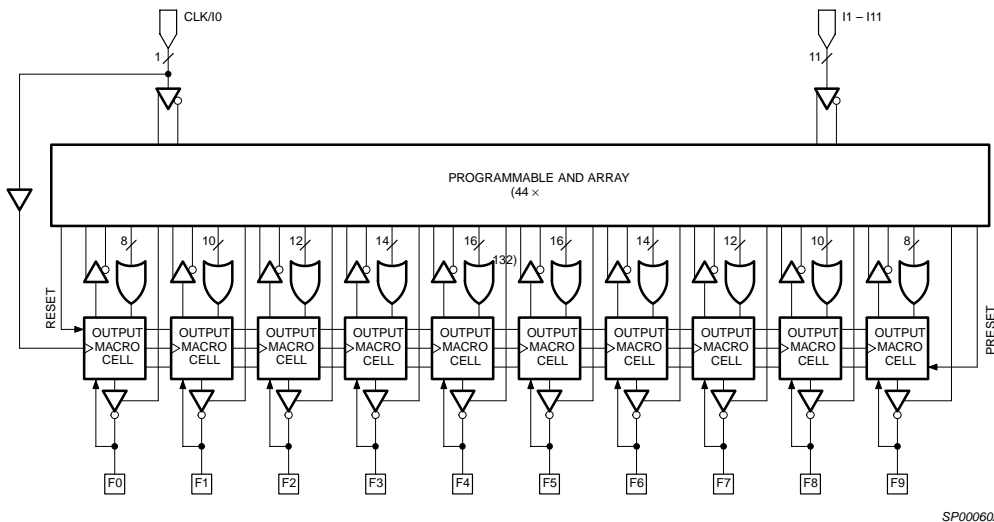 CLK/I0
I1 – I11
1
11
PROGRAMMABLE AND ARRAY
(44 ×
132)
8
10
12
14
16
16
14
12
10
8
RESET
PRESET
OUTPUT
MACRO
CELL
OUTPUT
MACRO
CELL
OUTPUT
MACRO
CELL
OUTPUT
MACRO
CELL
OUTPUT
MACRO
CELL
OUTPUT
MACRO
CELL
OUTPUT
MACRO
CELL
OUTPUT
MACRO
CELL
OUTPUT
MACRO
CELL
OUTPUT
MACRO
CELL
F0
F1
F2
F3
F4
F5
F6
F7
F8
F9
SP00060